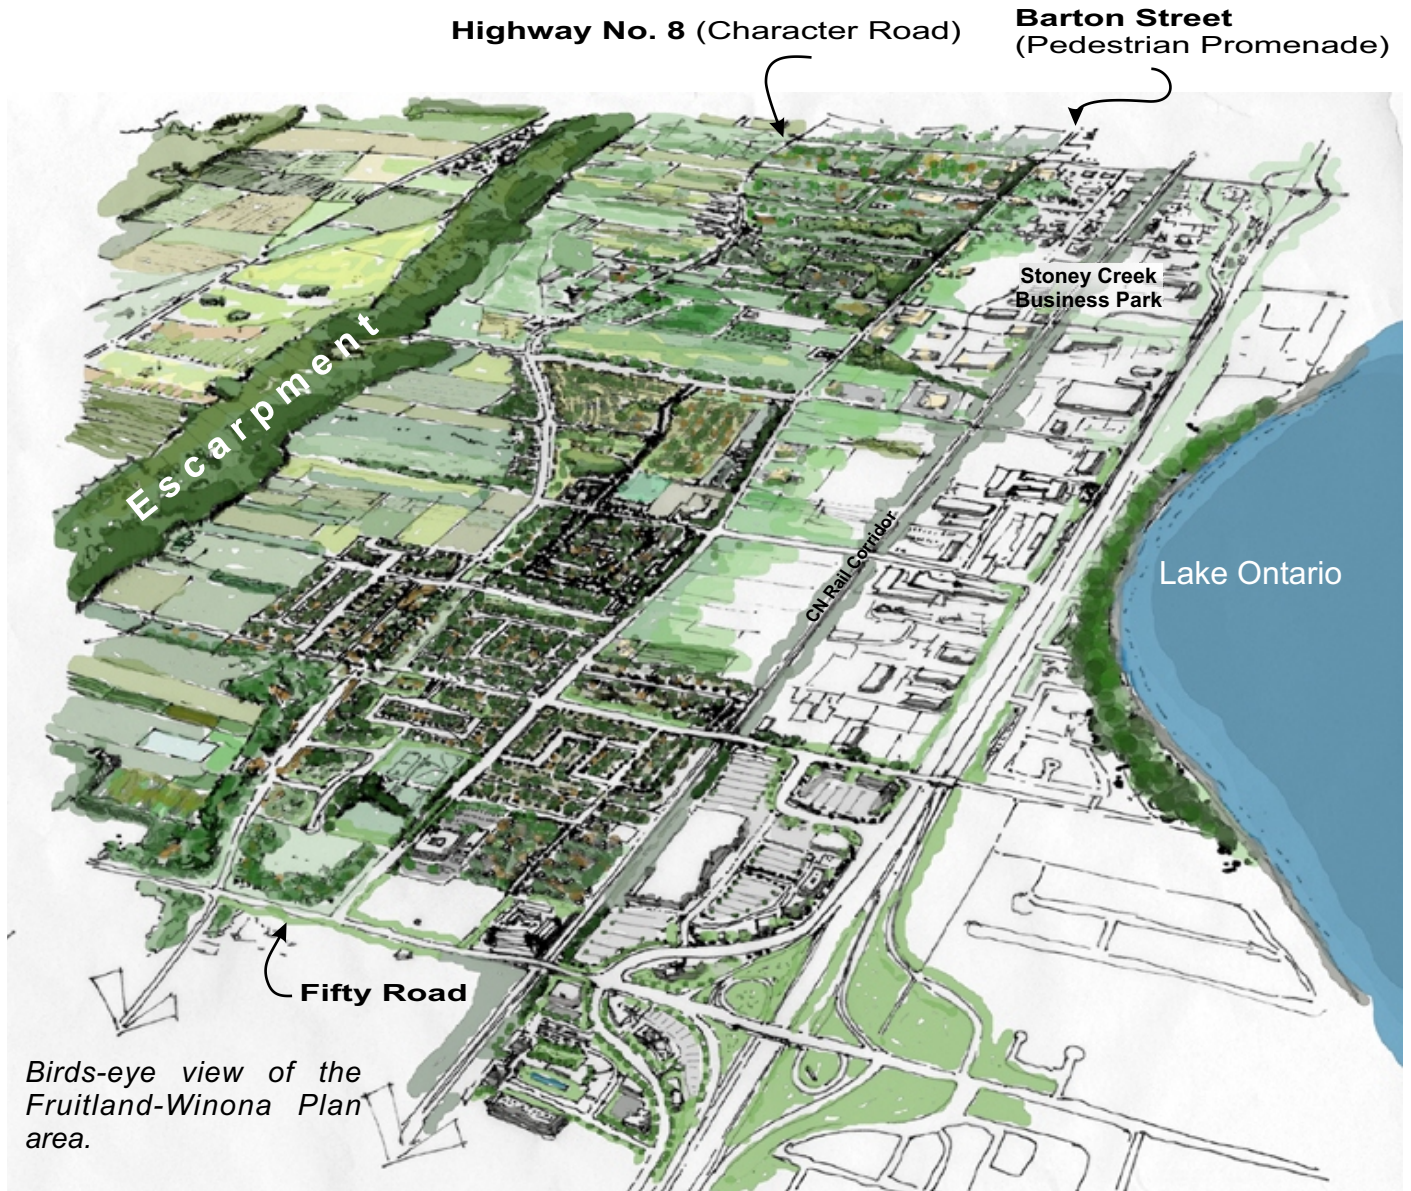 Highway No. 8 (Character Road)
Barton Street
(Pedestrian Promenade)
Stoney Creek
Business Park
Escarpment
CN Rail Corridor
Lake Ontario
Fifty Road
Birds-eye view of the
Fruitland-Winona Plan
area.